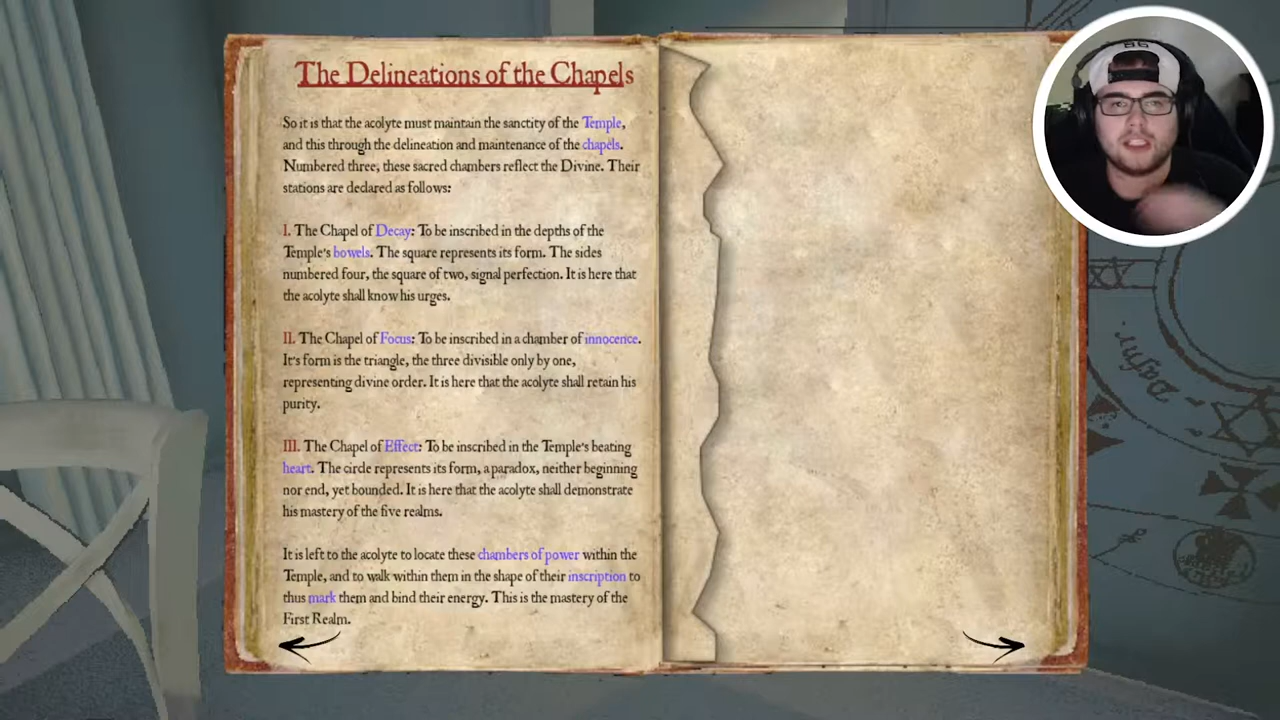 The Delineations of the Chapels
So it is that the acolyte must maintain the sanctity of the Temple,
and this through the delineation and maintenance of the chapels.
Numbered three, these sacred chambers reflect the Divine. Their
stations are declared as follows:
I. The Chapel of Decay: To be inscribed in the depths of the
Temple's bowels. The square represents its form. The sides
numbered four, the square of two, signal perfection. It is here that
the acolyte shall know his urges.
II. The Chapel of Focus: To be inscribed in a chamber of innocence.
It's form is the triangle, the three divisible only by one,
representing divine order. It is here that the acolyte shall retain his
purity.
III. The Chapel of Effect: To be inscribed in the Temple's beating
heart. The circle represents its form, a paradox, neither beginning
nor end, yet bounded. It is here that the acolyte shall demonstrate
his mastery of the five realms.
It is left to the acolyte to locate these chambers of power within the
Temple, and to walk within them in the shape of their inscription to
thus mark them and bind their energy. This is the mastery of the
First Realm.